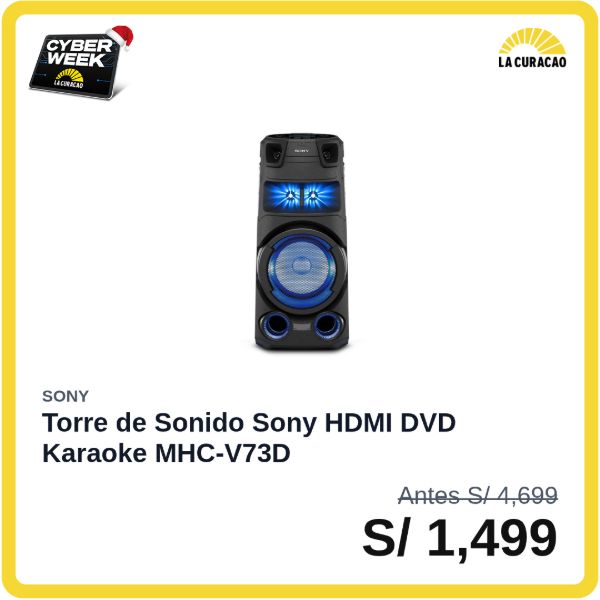 CYBER
WEEK
LA CURACAO
LA CURACAO
SONY
SONY
Torre de Sonido Sony HDMI DVD
Karaoke MHC-V73D
Antes S/ 4,699
S/ 1,499